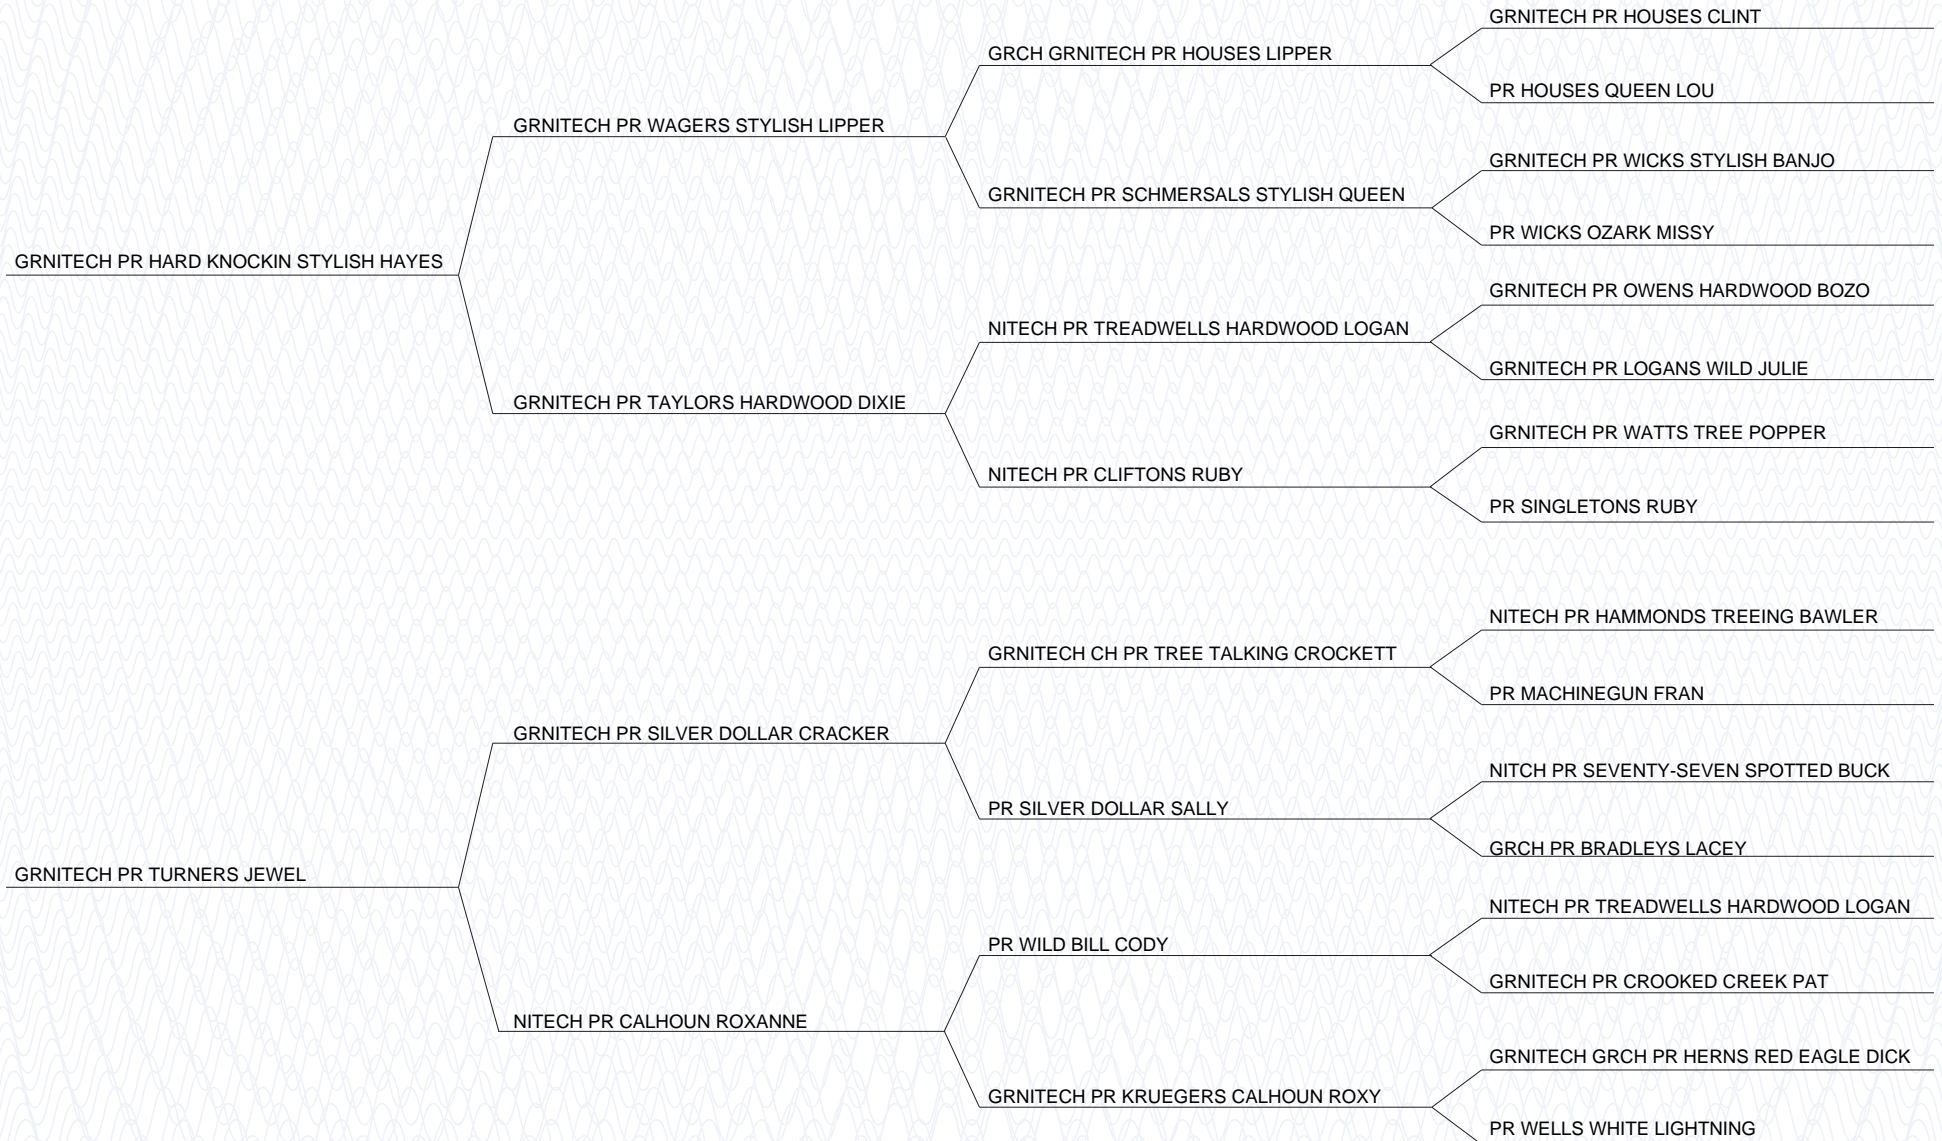 GRNITECH PR HOUSES CLINT
GRCH GRNITECH PR HOUSES LIPPER
PR HOUSES QUEEN LOU
GRNITECH PR WAGERS STYLISH LIPPER
GRNITECH PR WICKS STYLISH BANJO
GRNITECH PR SCHMERSALS STYLISH QUEEN
PR WICKS OZARK MISSY
GRNITECH PR HARD KNOCKIN STYLISH HAYES
GRNITECH PR OWENS HARDWOOD BOZO
NITECH PR TREADWELLS HARDWOOD LOGAN
GRNITECH PR LOGANS WILD JULIE
GRNITECH PR TAYLORS HARDWOOD DIXIE
GRNITECH PR WATTS TREE POPPER
NITECH PR CLIFTONS RUBY
PR SINGLETONS RUBY
NITECH PR HAMMONDS TREEING BAWLER
GRNITECH CH PR TREE TALKING CROCKETT
PR MACHINEGUN FRAN
GRNITECH PR SILVER DOLLAR CRACKER
NITCH PR SEVENTY-SEVEN SPOTTED BUCK
PR SILVER DOLLAR SALLY
GRCH PR BRADLEYS LACEY
GRNITECH PR TURNERS JEWEL
NITECH PR TREADWELLS HARDWOOD LOGAN
PR WILD BILL CODY
GRNITECH PR CROOKED CREEK PAT
NITECH PR CALHOUN ROXANNE
GRNITECH GRCH PR HERNS RED EAGLE DICK
GRNITECH PR KRUEGERS CALHOUN ROXY
PR WELLS WHITE LIGHTNING